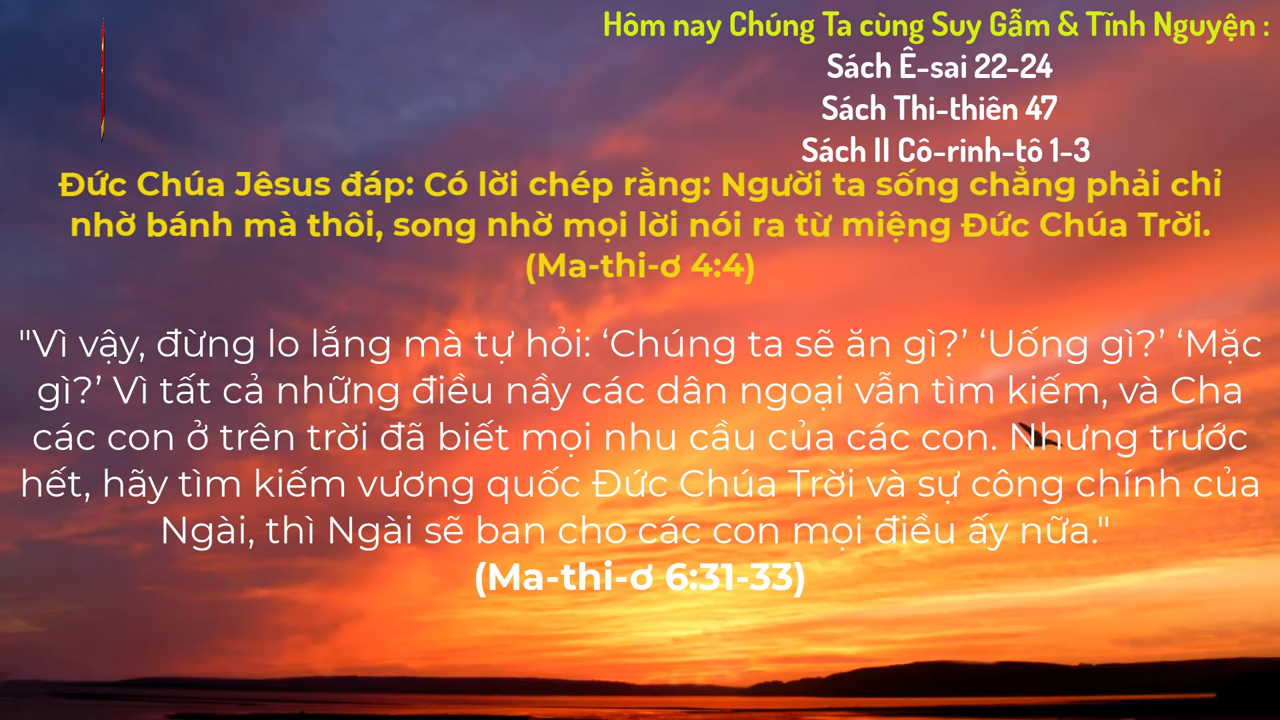 Hôm nay Chúng Ta cùng Suy Gẫm & Tĩnh Nguyện :
Sách Ê-sai 22-24
Sách Thi-thiên 47
Sách II Cô-rinh-tô 1-3
Đức Chúa Jêsus đáp: Có lời chép rằng: Người ta sống chẳng phải chỉ
nhờ bánh mà thôi, song nhờ mọi lời nói ra từ miệng Đức Chúa Trời.
(Ma-thi-ơ 4:4)
"Vì vậy, đừng lo lắng mà tự hỏi: ‘Chúng ta sẽ ăn gì?’ ‘Uống gì?’ ‘Mặc
gì?’ Vì tất cả những điều nầy các dân ngoại vẫn tìm kiếm, và Cha
các con ở trên trời đã biết mọi nhu cầu của các con. Nhưng trước
hết, hãy tìm kiếm vương quốc Đức Chúa Trời và sự công chính của
Ngài, thì Ngài sẽ ban cho các con mọi điều ấy nữa."
(Ma-thi-ơ 6:31-33)